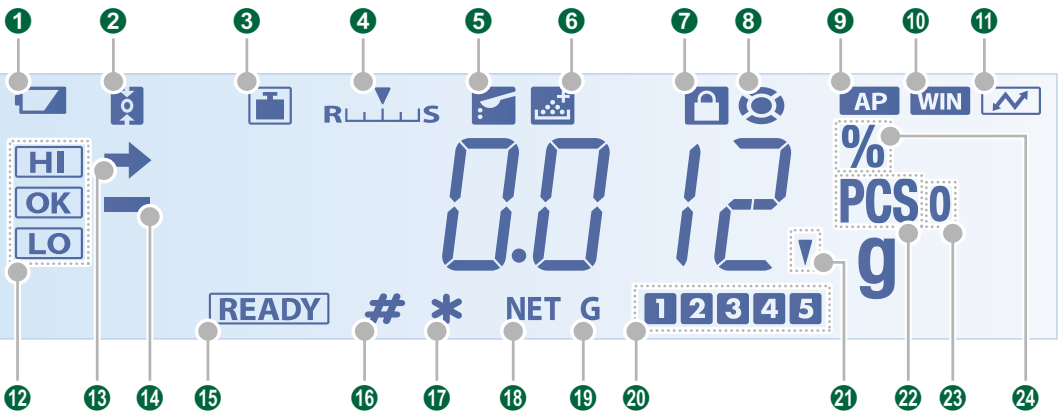 1 2 3 4 5 6 7 8 9 10 11
R S AP WIN
HI %
OK PCS 0
LO 0.012 g
READY # * NET G 1 2 3 4 5
12 13 14 15 16 17 18 19 20 21 22 23 24